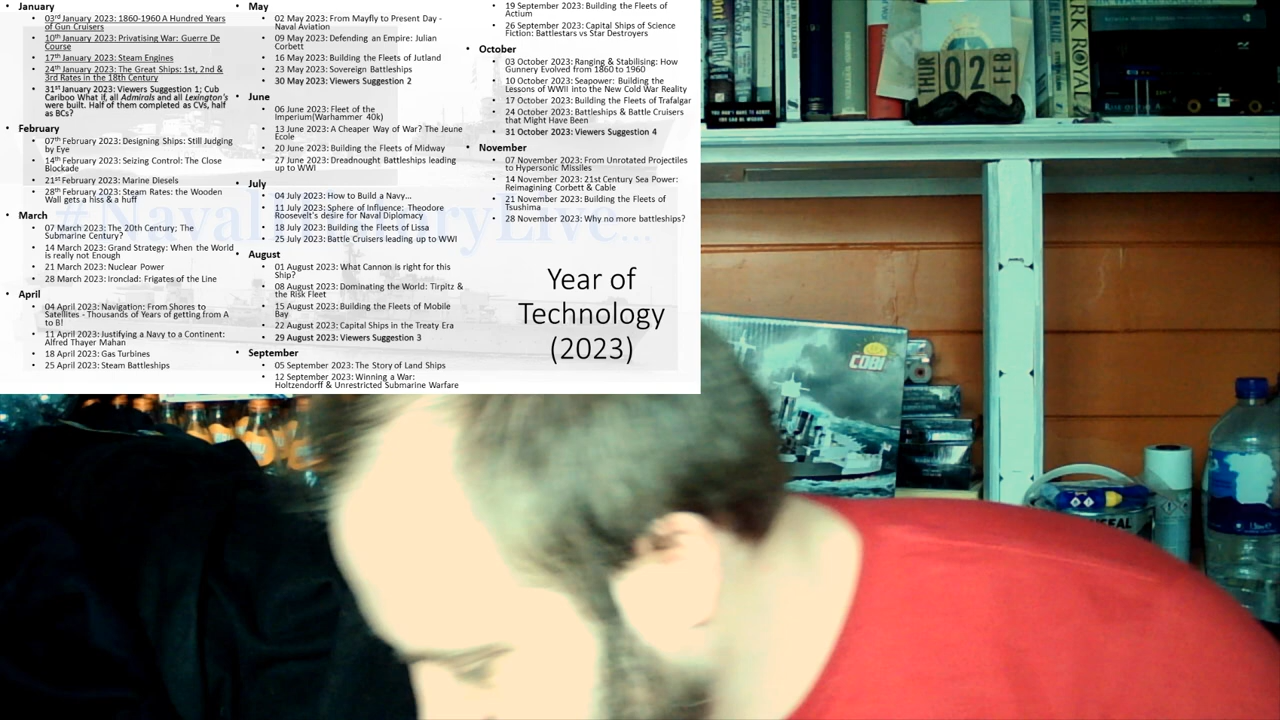 January
03rd January 2023: 1860-1960 A Hundred Years
of Gun Cruisers
10th January 2023: Privatising War: Guerre De
Course
17th January 2023: Steam Engines
24th January 2023: The Great Ships: 1st, 2nd &
3rd Rates in the 18th Century
31st January 2023: Viewers Suggestion 1; Cub
Cariboo What if, all Admirals and all Lexington's
were built. Half of them completed as CVs, half
as BCs?
February
07th February 2023: Designing Ships: Still Judging
by Eye
14th February 2023: Seizing Control: The Close
Blockade
21st February 2023: Marine Diesels
28th February 2023: Steam Rates: the Wooden
Wall gets a hiss & a huff
March
07 March 2023: The 20th Century; The
Submarine Century?
14 March 2023: Grand Strategy: When the World
is really not Enough
21 March 2023: Nuclear Power
28 March 2023: Ironclad: Frigates of the Line
April
04 April 2023: Navigation: From Shores to
Satellites - Thousands of Years of getting from A
to B!
11 April 2023: Justifying a Navy to a Continent:
Alfred Thayer Mahan
18 April 2023: Gas Turbines
25 April 2023: Steam Battleships
May
02 May 2023: From Mayfly to Present Day -
Naval Aviation
09 May 2023: Defending an Empire: Julian
Corbett
16 May 2023: Building the Fleets of Jutland
23 May 2023: Sovereign Battleships
30 May 2023: Viewers Suggestion 2
June
06 June 2023: Fleet of the
Imperium(Warhammer 40k)
13 June 2023: A Cheaper Way of War? The Jeune
Ecole
20 June 2023: Building the Fleets of Midway
27 June 2023: Dreadnought Battleships leading
up to WWI
July
04 July 2023: How to Build a Navy...
11 July 2023: Sphere of Influence: Theodore
Roosevelt's desire for Naval Diplomacy
18 July 2023: Building the Fleets of Lissa
25 July 2023: Battle Cruisers leading up to WWI
August
01 August 2023: What Cannon is right for this
Ship?
08 August 2023: Dominating the World: Tirpitz &
the Risk Fleet
15 August 2023: Building the Fleets of Mobile
Bay
22 August 2023: Capital Ships in the Treaty Era
29 August 2023: Viewers Suggestion 3
September
05 September 2023: The Story of Land Ships
12 September 2023: Winning a War:
Holtzendorff & Unrestricted Submarine Warfare
19 September 2023: Building the Fleets of
Actium
26 September 2023: Capital Ships of Science
Fiction: Battlestars vs Star Destroyers
October
03 October 2023: Ranging & Stabilising: How
Gunnery Evolved from 1860 to 1960
10 October 2023: Seapower: Building the
Lessons of WWII into the New Cold War Reality
17 October 2023: Building the Fleets of Trafalgar
24 October 2023: Battleships & Battle Cruisers
that Might Have Been
31 October 2023: Viewers Suggestion 4
November
07 November 2023: From Unrotated Projectiles
to Hypersonic Missiles
14 November 2023: 21st Century Sea Power:
Reimagining Corbett & Cable
21 November 2023: Building the Fleets of
Tsushima
28 November 2023: Why no more battleships?
Year of
Technology
(2023)
THUR 02 FEB
ARK ROYAL
COBI